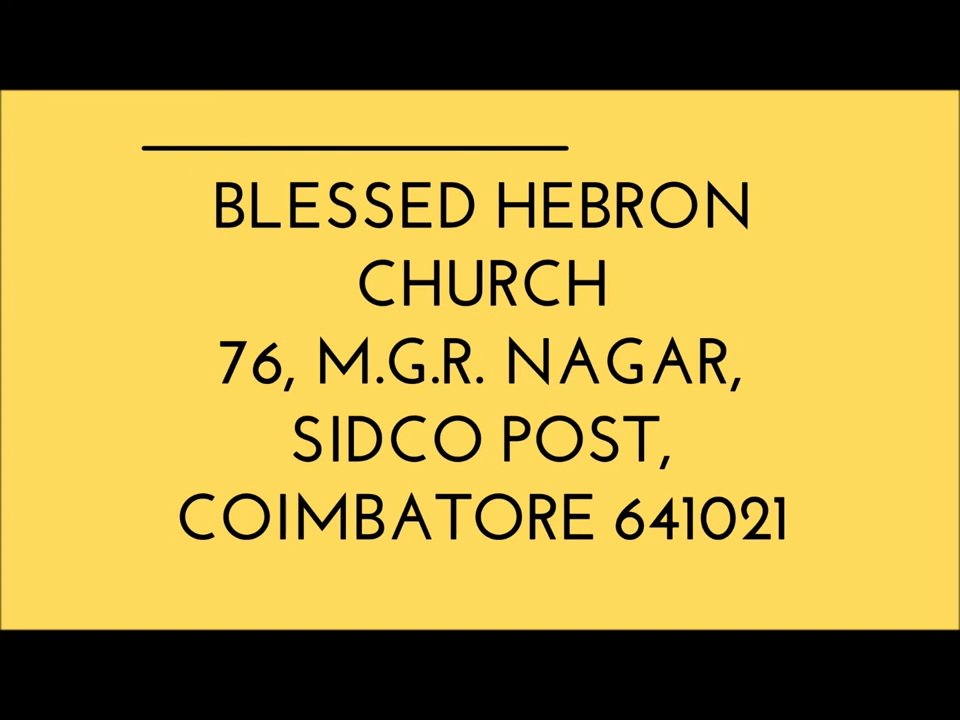 BLESSED HEBRON
CHURCH
76, M.G.R. NAGAR,
SIDCO POST,
COIMBATORE 641021